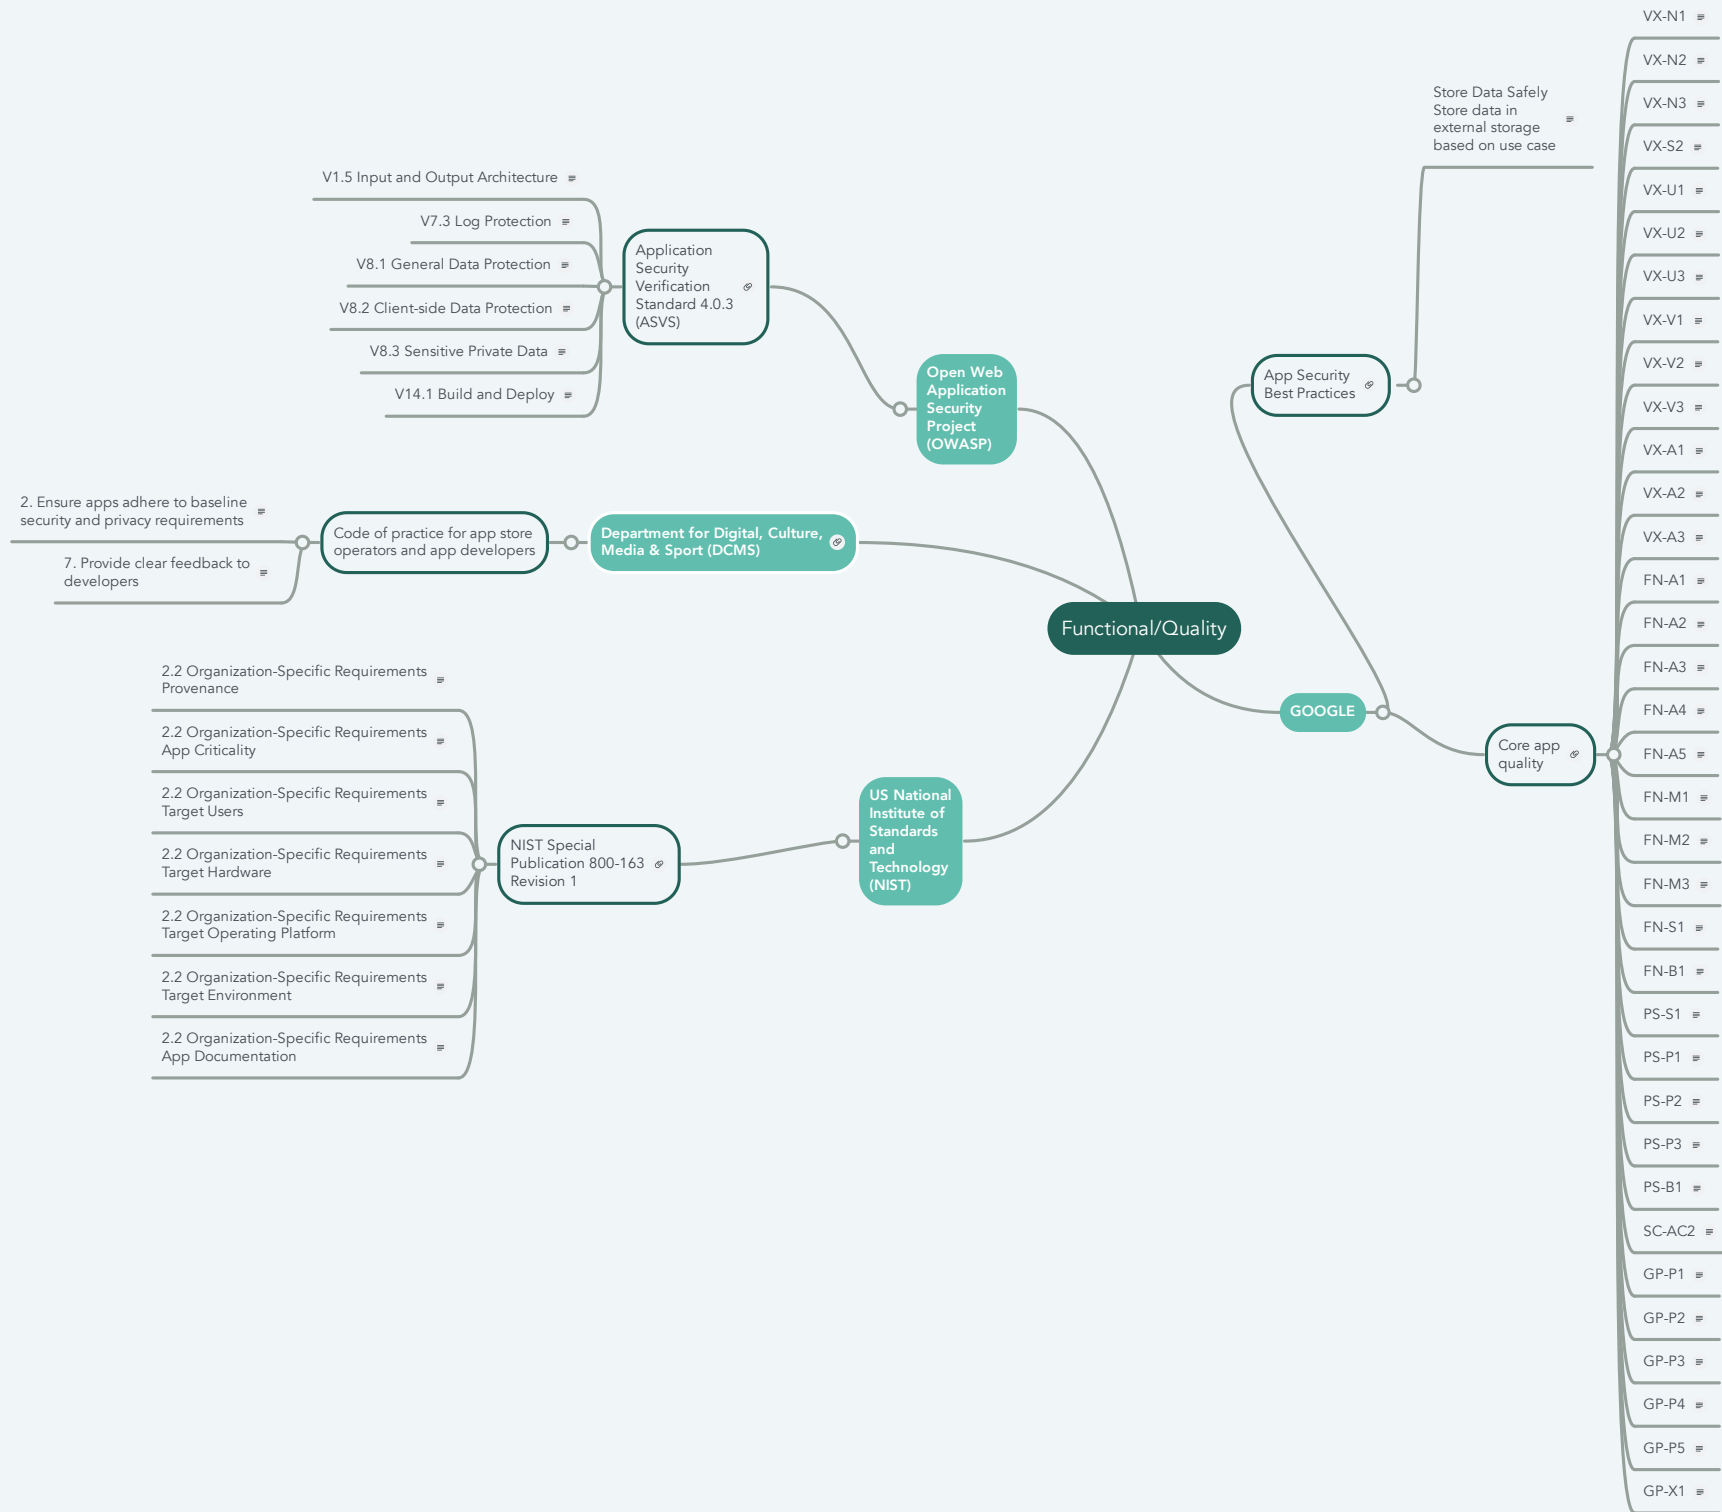 V1.5 Input and Output Architecture
V7.3 Log Protection
V8.1 General Data Protection
V8.2 Client-side Data Protection
V8.3 Sensitive Private Data
V14.1 Build and Deploy
Application
Security
Verification
Standard 4.0.3
(ASVS)
Open Web
Application
Security
Project
(OWASP)
2. Ensure apps adhere to baseline
security and privacy requirements
7. Provide clear feedback to
developers
Code of practice for app store
operators and app developers
Department for Digital, Culture,
Media & Sport (DCMS)
2.2 Organization-Specific Requirements
Provenance
2.2 Organization-Specific Requirements
App Criticality
2.2 Organization-Specific Requirements
Target Users
2.2 Organization-Specific Requirements
Target Hardware
2.2 Organization-Specific Requirements
Target Operating Platform
2.2 Organization-Specific Requirements
Target Environment
2.2 Organization-Specific Requirements
App Documentation
NIST Special
Publication 800-163
Revision 1
US National
Institute of
Standards
and
Technology
(NIST)
Functional/Quality
GOOGLE
App Security
Best Practices
Store Data Safely
Store data in
external storage
based on use case
Core app
quality
VX-N1
VX-N2
VX-N3
VX-S2
VX-U1
VX-U2
VX-U3
VX-V1
VX-V2
VX-V3
VX-A1
VX-A2
VX-A3
FN-A1
FN-A2
FN-A3
FN-A4
FN-A5
FN-M1
FN-M2
FN-M3
FN-S1
FN-B1
PS-S1
PS-P1
PS-P2
PS-P3
PS-B1
SC-AC2
GP-P1
GP-P2
GP-P3
GP-P4
GP-P5
GP-X1